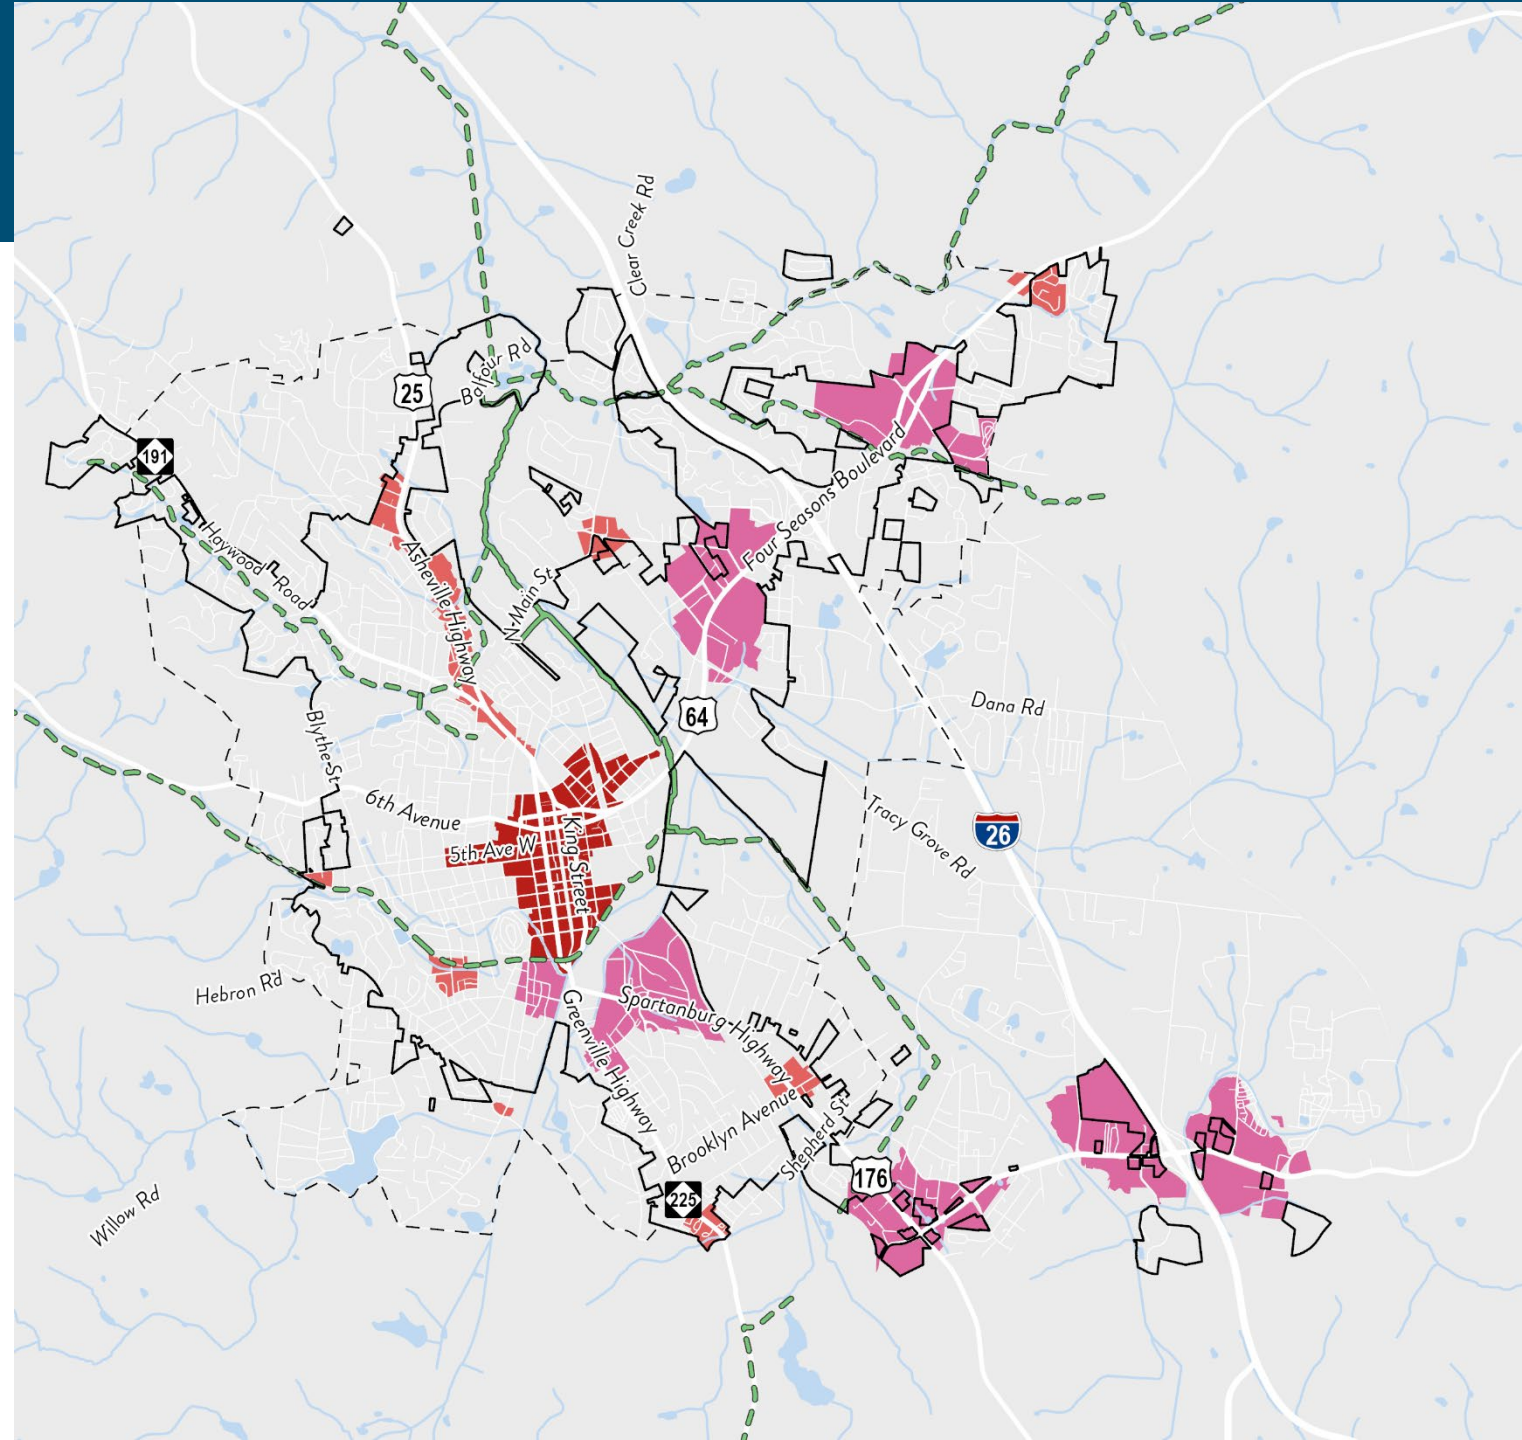 Clear Creek Rd
Balfour Rd
25
191
Haywood Road
Asheville Highway
N Main St
Four Seasons Boulevard
64
Dana Rd
Blythe St
6th Avenue
5th Ave W
King Street
Tracy Grove Rd
26
Hebron Rd
Spartanburg Highway
Greenville Highway
Brooklyn Avenue
Shepherd St
176
225
Willow Rd